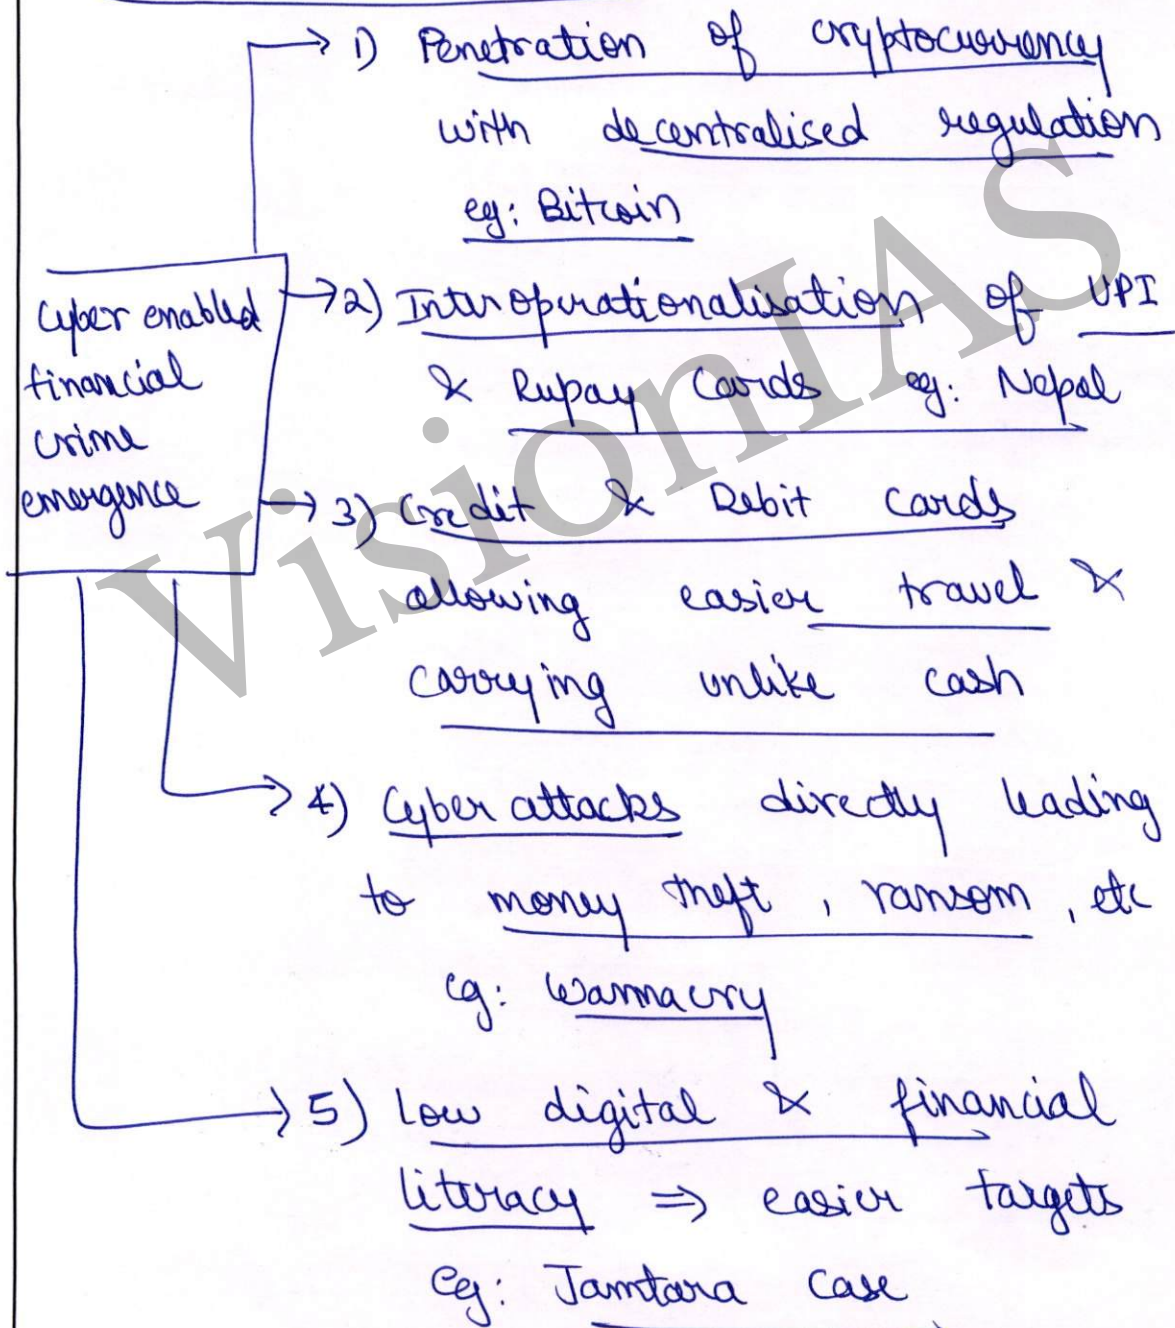 1) Penetration of cryptocurrency
with decentralised regulation
eg: Bitcoin
Cyber enabled
financial
crime
emergence
2) Interoperationalisation of UPI
& Rupay Cards eg: Nepal
3) Credit & Debit cards
allowing easier travel &
carrying unlike cash
4) Cyber attacks directly leading
to money theft, ransom, etc
eg: Wannacry
5) Low digital & financial
literacy ⇒ easier targets
Eg: Jamtara Case
VisionIAS